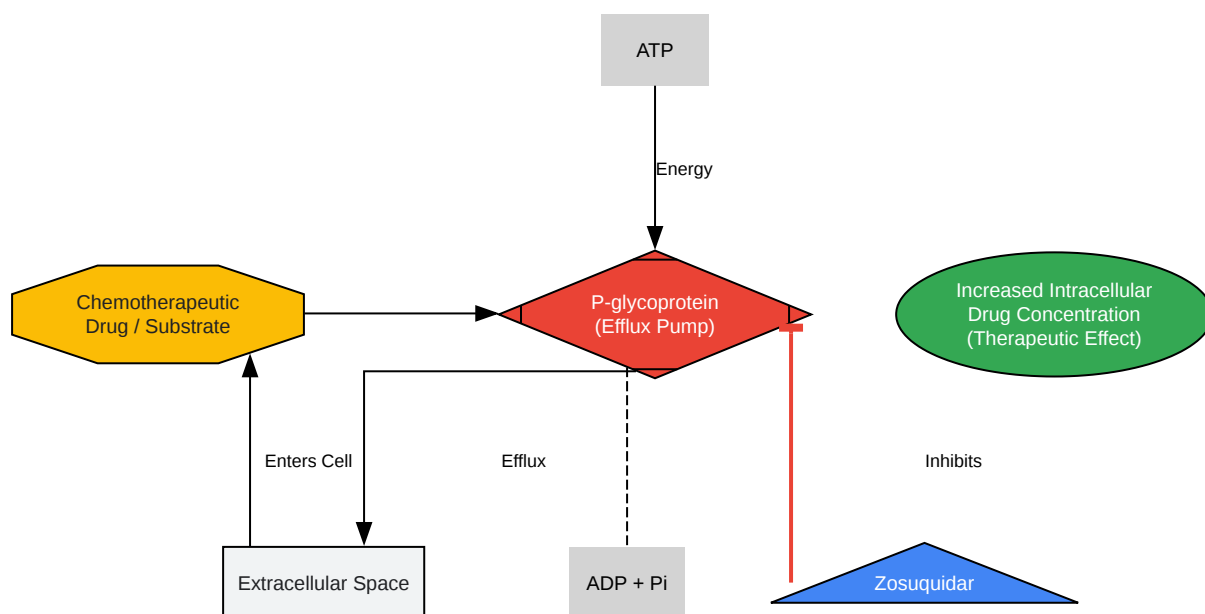 ATP
Energy
Chemotherapeutic
Drug / Substrate
P-glycoprotein
(Efflux Pump)
Increased Intracellular
Drug Concentration
(Therapeutic Effect)
Enters Cell
Efflux
Inhibits
Extracellular Space
ADP + Pi
Zosuquidar